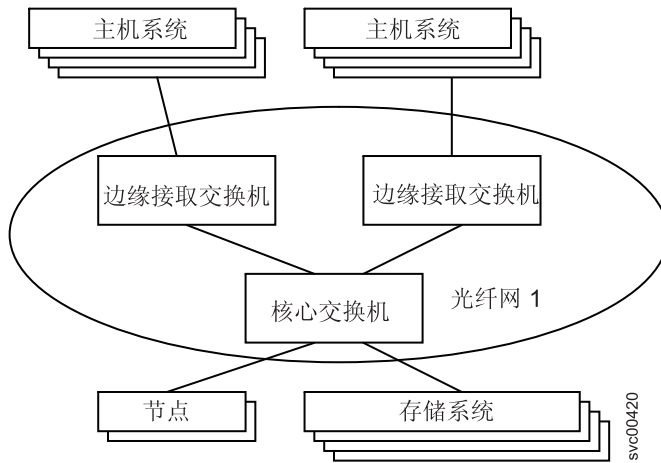 主机系统
主机系统
边缘接取交换机
边缘接取交换机
核心交换机
光纤网 1
节点
存储系统
svc00420